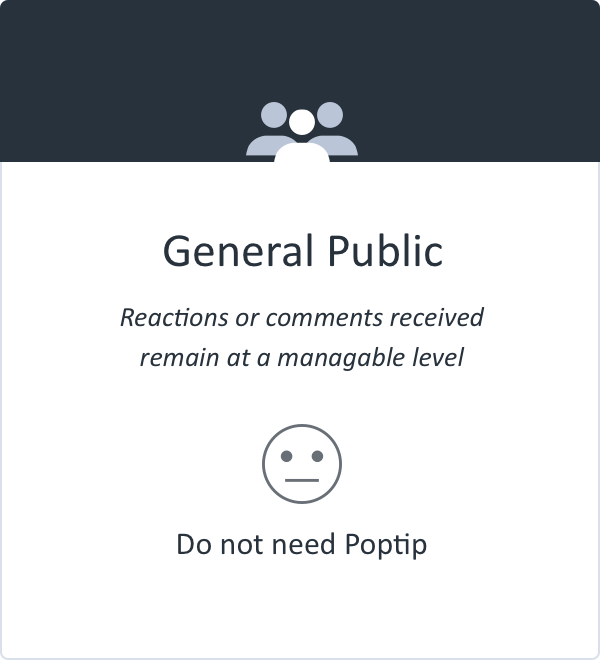 General Public
Reactions or comments received
remain at a managable level
Do not need Poptip